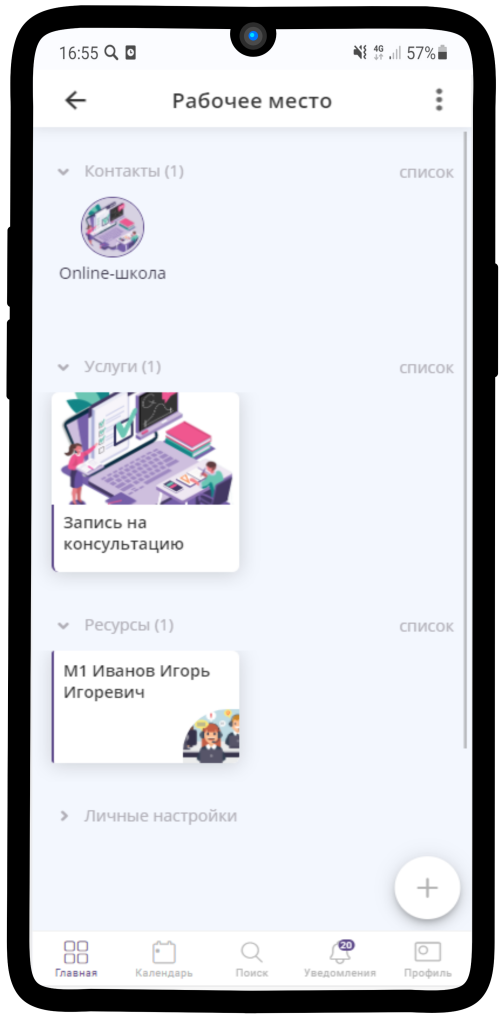 16:55 4G 57%
Рабочее место
Контакты (1) список
Online-школа
Услуги (1) список
Запись на
консультацию
Ресурсы (1) список
М1 Иванов Игорь
Игоревич
Личные настройки
20
Главная Календарь Поиск Уведомления Профиль